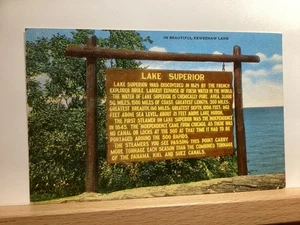 IN BEAUTIFUL KEWEENAW LAND
LAKE SUPERIOR
LAKE SUPERIOR WAS DISCOVERED IN 1629 BY THE FRENCH
EXPLORER BRULE. LARGEST EXPANSE OF FRESH WATER IN THE WORLD
THE WATER IN LAKE SUPERIOR IS CHEMICALLY PURE. AREA, 32,000
SQ. MILES; 1500 MILES OF COAST. GREATEST LENGTH, 350 MILES.
GREATEST WIDTH, 160 MILES; GREATEST DEPTH, 1008 FEET. 602
FEET ABOVE SEA LEVEL. ABOUT 21 FEET ABOVE LAKE HURON.
THE FIRST STEAMER ON LAKE SUPERIOR WAS THE INDEPENDENCE
IN 1845. THE INDEPENDENCE CAME FROM CHICAGO. AS THERE WAS
NO CANAL OR LOCKS AT THE SOO AT THAT TIME IT HAD TO BE
PORTAGED AROUND THE SOO RAPIDS.
THE STEAMERS YOU SEE PASSING THIS POINT CARRY
MORE TONNAGE EACH SEASON THAN THE COMBINED TONNAGE
OF THE PANAMA, KIEL AND SUEZ CANALS.